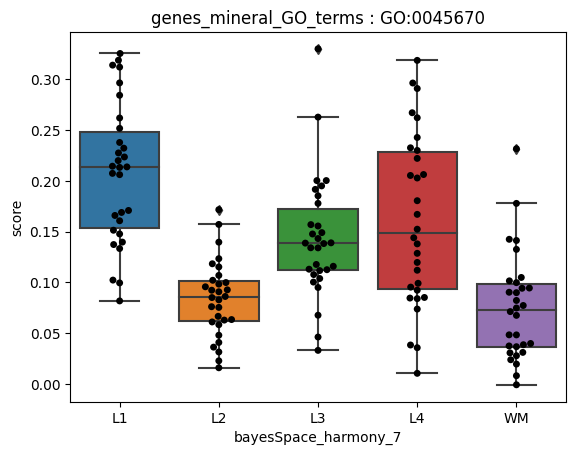 genes_mineral_GO_terms : GO:0045670
0.30
0.25
0.20
0.15
0.10
0.05
0.00
score
L1 L2 L3 L4 WM
bayesSpace_harmony_7